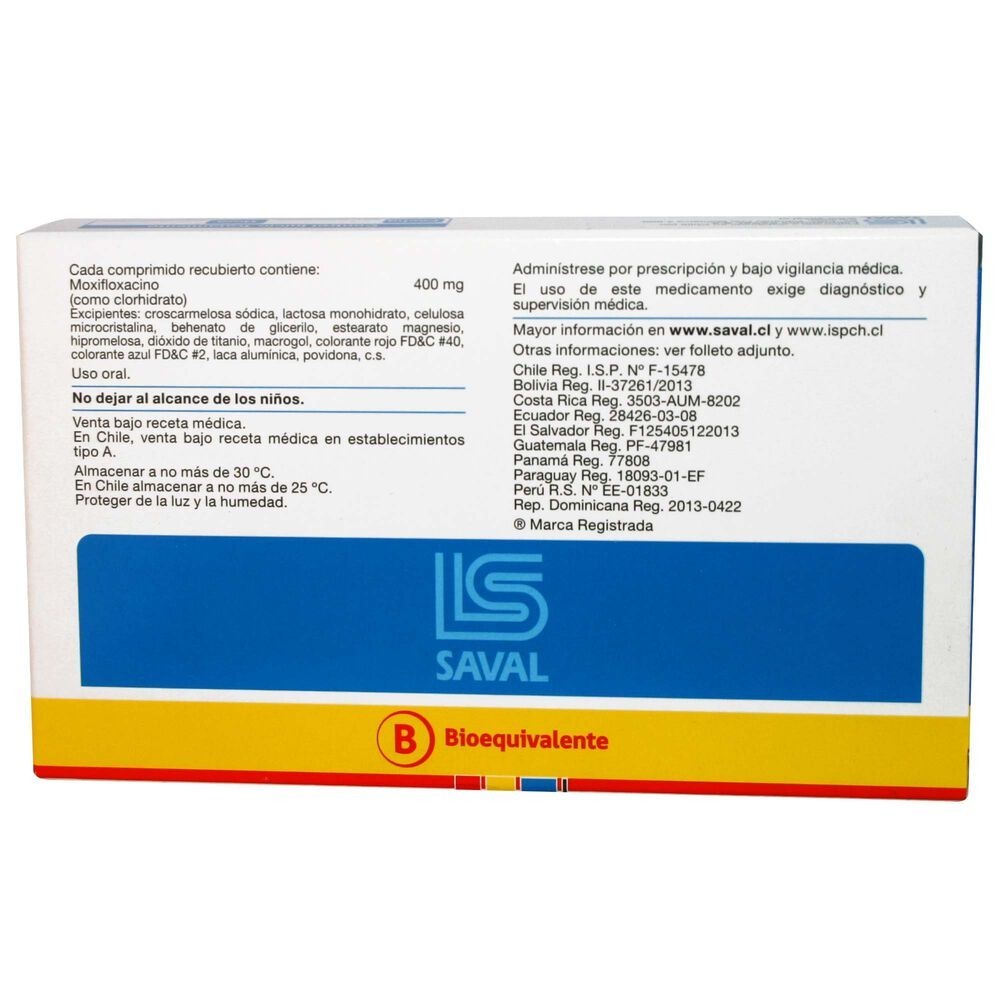 Cada comprimido recubierto contiene:
Moxifloxacino 400 mg
(como clorhidrato)
Excipientes: croscarmelosa sódica, lactosa monohidrato, celulosa
microcristalina, behenato de glicerilo, estearato magnesio,
hipromelosa, dióxido de titanio, macrogol, colorante rojo FD&C #40,
colorante azul FD&C #2, laca alumínica, povidona, c.s.
Uso oral.
No dejar al alcance de los niños.
Venta bajo receta médica.
En Chile, venta bajo receta médica en establecimientos
tipo A.
Almacenar a no más de 30 ºC.
En Chile almacenar a no más de 25 ºC.
Proteger de la luz y la humedad.
Adminístrese por prescripción y bajo vigilancia médica.
El uso de este medicamento exige diagnóstico y
supervisión médica.
Mayor información en www.saval.cl y www.ispch.cl
Otras informaciones: ver folleto adjunto.
Chile Reg. I.S.P. Nº F-15478
Bolivia Reg. II-37261/2013
Costa Rica Reg. 3503-AUM-8202
Ecuador Reg. 28426-03-08
El Salvador Reg. F125405122013
Guatemala Reg. PF-47981
Panamá Reg. 77808
Paraguay Reg. 18093-01-EF
Perú R.S. Nº EE-01833
Rep. Dominicana Reg. 2013-0422
® Marca Registrada
LS
SAVAL
B Bioequivalente